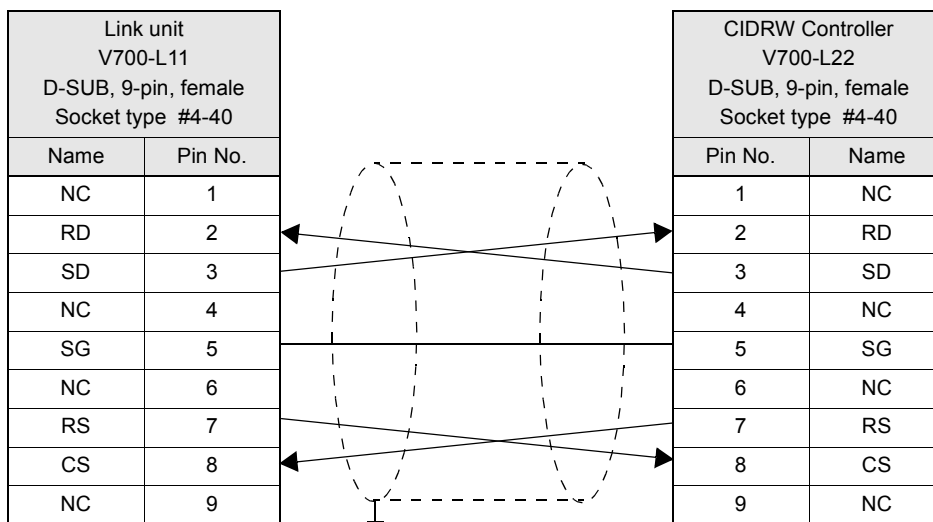 Link unit
V700-L11
D-SUB, 9-pin, female
Socket type #4-40
Name Pin No.
NC 1
RD 2
SD 3
NC 4
SG 5
NC 6
RS 7
CS 8
NC 9
CIDRW Controller
V700-L22
D-SUB, 9-pin, female
Socket type #4-40
Pin No. Name
1 NC
2 RD
3 SD
4 NC
5 SG
6 NC
7 RS
8 CS
9 NC